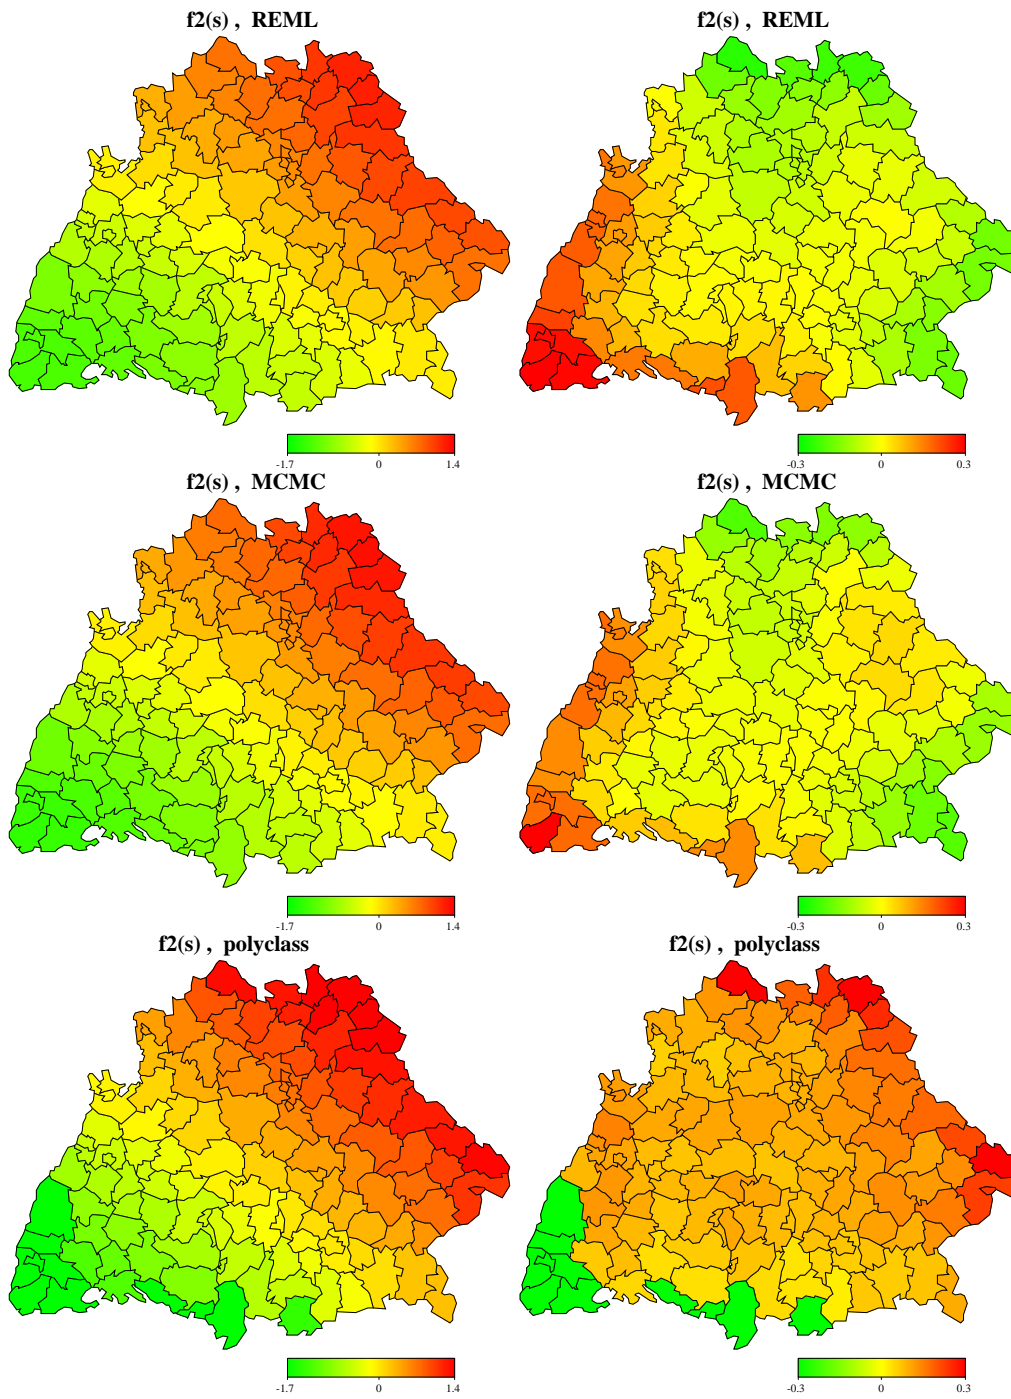 f2(s) , REML
f2(s) , REML
-1.7 0 1.4
-0.3 0 0.3
f2(s) , MCMC
f2(s) , MCMC
-1.7 0 1.4
-0.3 0 0.3
f2(s) , polyclass
f2(s) , polyclass
-1.7 0 1.4
-0.3 0 0.3